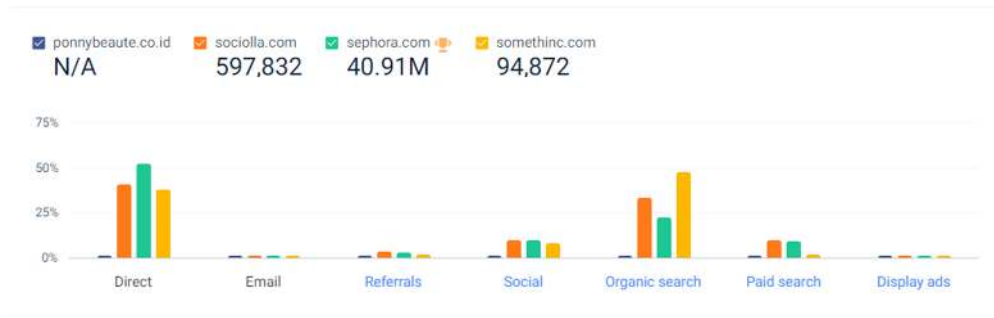 ponnybeaute.co.id sociolla.com sephora.com somethinc.com
N/A 597,832 40.91M 94,872
75%
50%
25%
0%
Direct Email Referrals Social Organic search Paid search Display ads